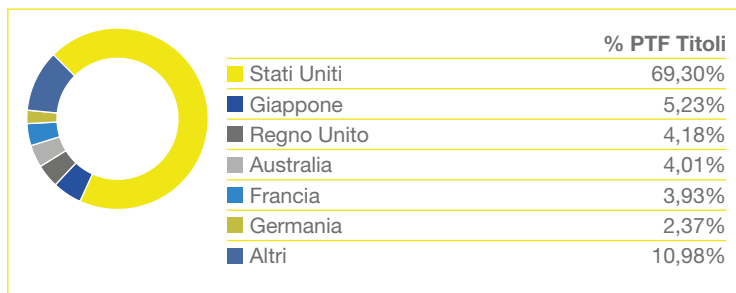 % PTF Titoli
Stati Uniti 69,30%
Giappone 5,23%
Regno Unito 4,18%
Australia 4,01%
Francia 3,93%
Germania 2,37%
Altri 10,98%